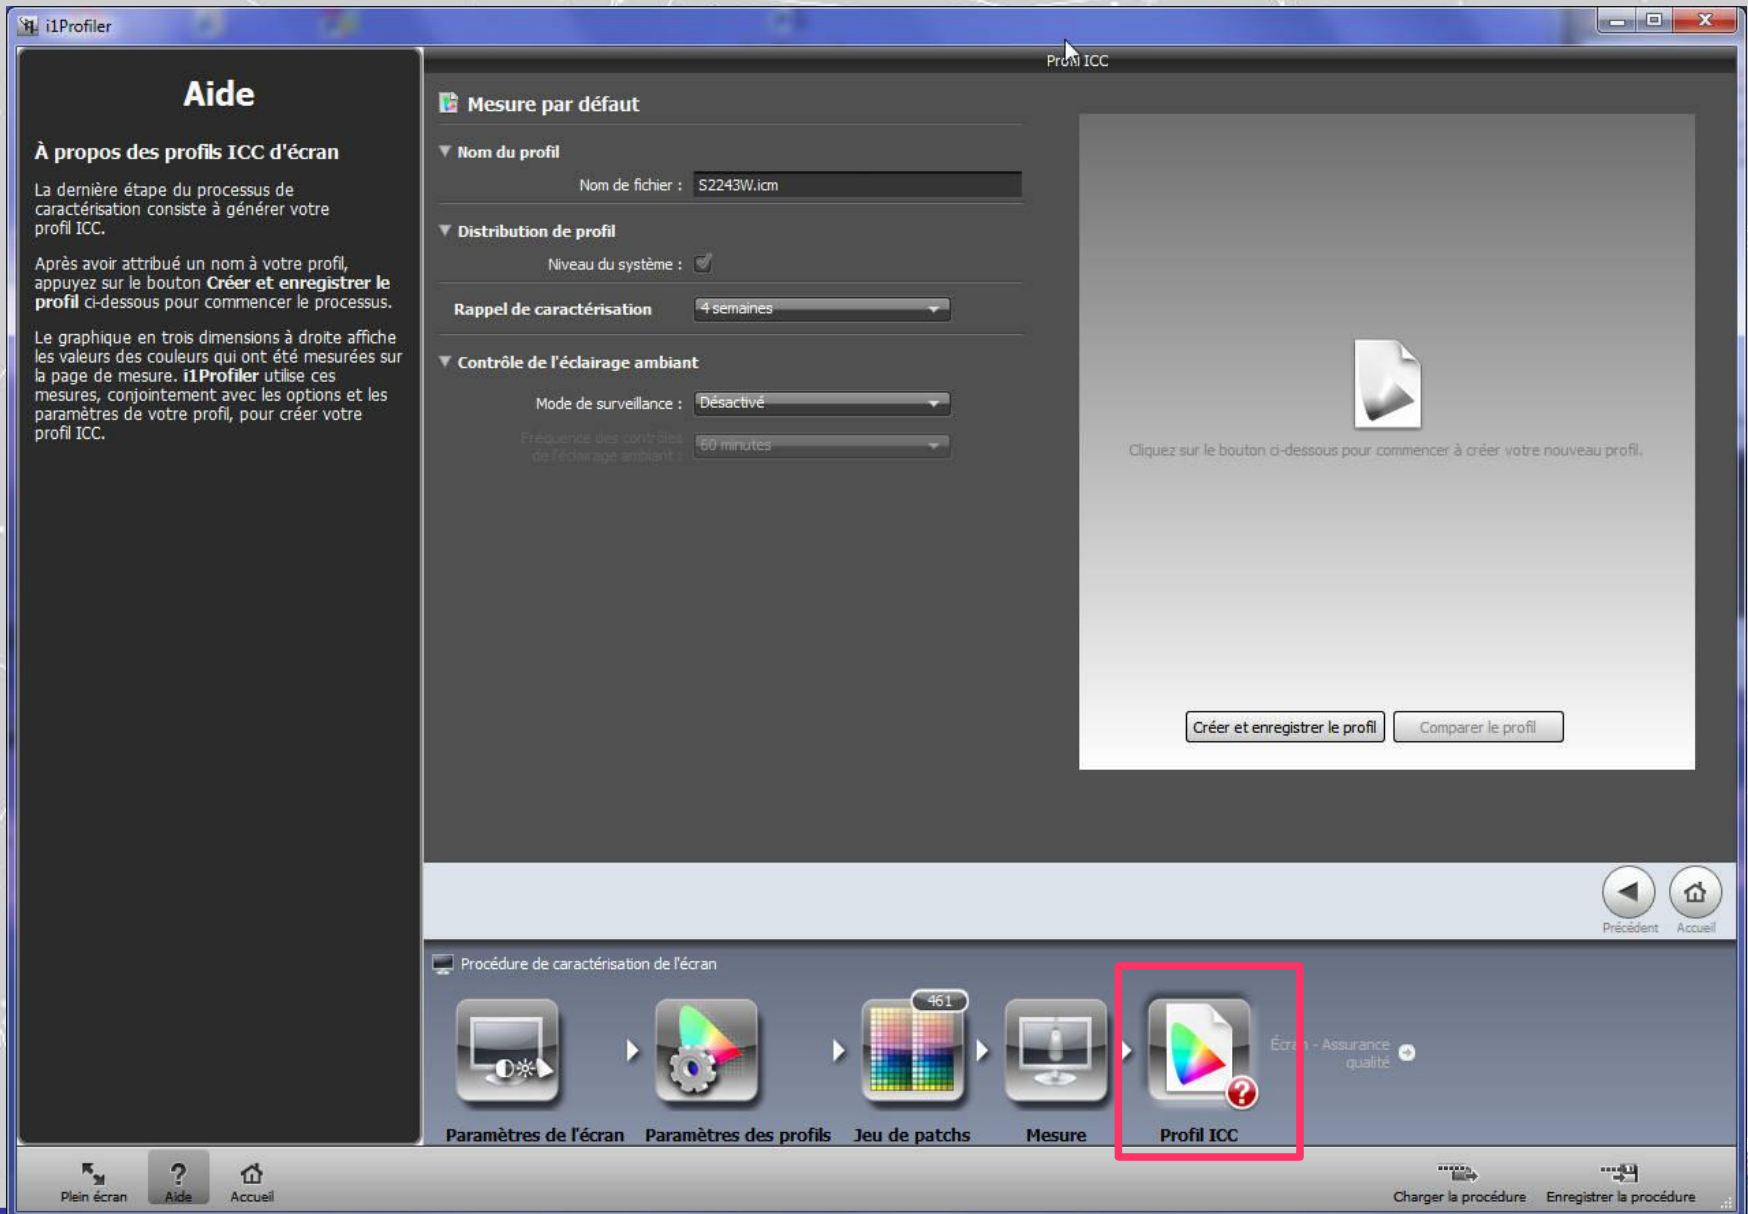 i1Profiler
Profil ICC
Aide
À propos des profils ICC d'écran
La dernière étape du processus de
caractérisation consiste à générer votre
profil ICC.
Après avoir attribué un nom à votre profil,
appuyez sur le bouton Créer et enregistrer le
profil ci-dessous pour commencer le processus.
Le graphique en trois dimensions à droite affiche
les valeurs des couleurs qui ont été mesurées sur
la page de mesure. i1Profiler utilise ces
mesures, conjointement avec les options et les
paramètres de votre profil, pour créer votre
profil ICC.
Mesure par défaut
Nom du profil
Nom de fichier : S2243W.icm
Distribution de profil
Niveau du système :
Rappel de caractérisation 4 semaines
Contrôle de l'éclairage ambiant
Mode de surveillance : Désactivé
Fréquence des contrôles
de l'éclairage ambiant : 60 minutes
Cliquez sur le bouton ci-dessous pour commencer à créer votre nouveau profil.
Créer et enregistrer le profil Comparer le profil
Précédent Accueil
Procédure de caractérisation de l'écran
461
Écran - Assurance
qualité
Paramètres de l'écran Paramètres des profils Jeu de patchs Mesure Profil ICC
Plein écran Aide Accueil
Charger la procédure Enregistrer la procédure